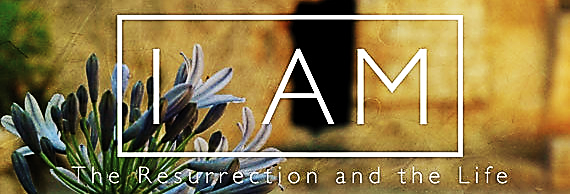 I AM
The Resurrection and the Life